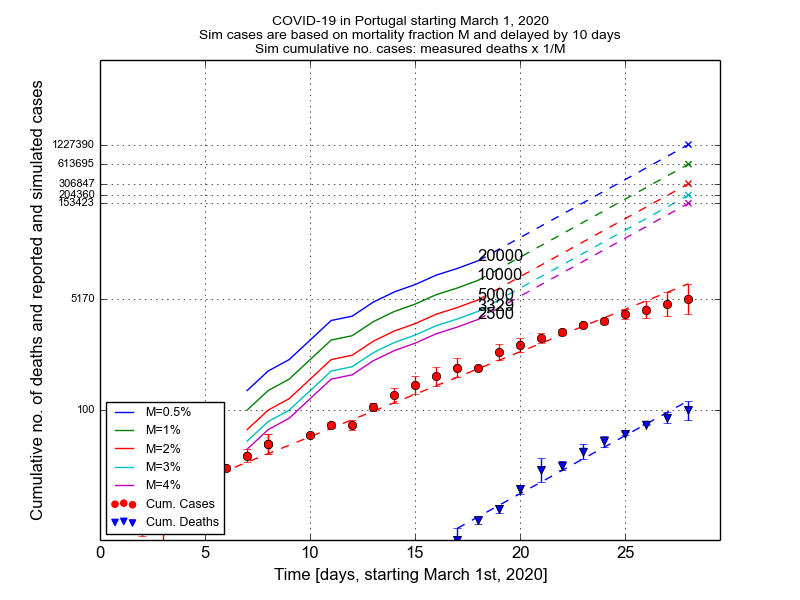 COVID-19 in Portugal starting March 1, 2020
Sim cases are based on mortality fraction M and delayed by 10 days
Sim cumulative no. cases: measured deaths x 1/M
Cumulative no. of deaths and reported and simulated cases
1227390
613695
306847
204360
153423
5170
100
20000
10000
5000
3329
2500
M=0.5%
M=1%
M=2%
M=3%
M=4%
Cum. Cases
Cum. Deaths
0 5 10 15 20 25
Time [days, starting March 1st, 2020]